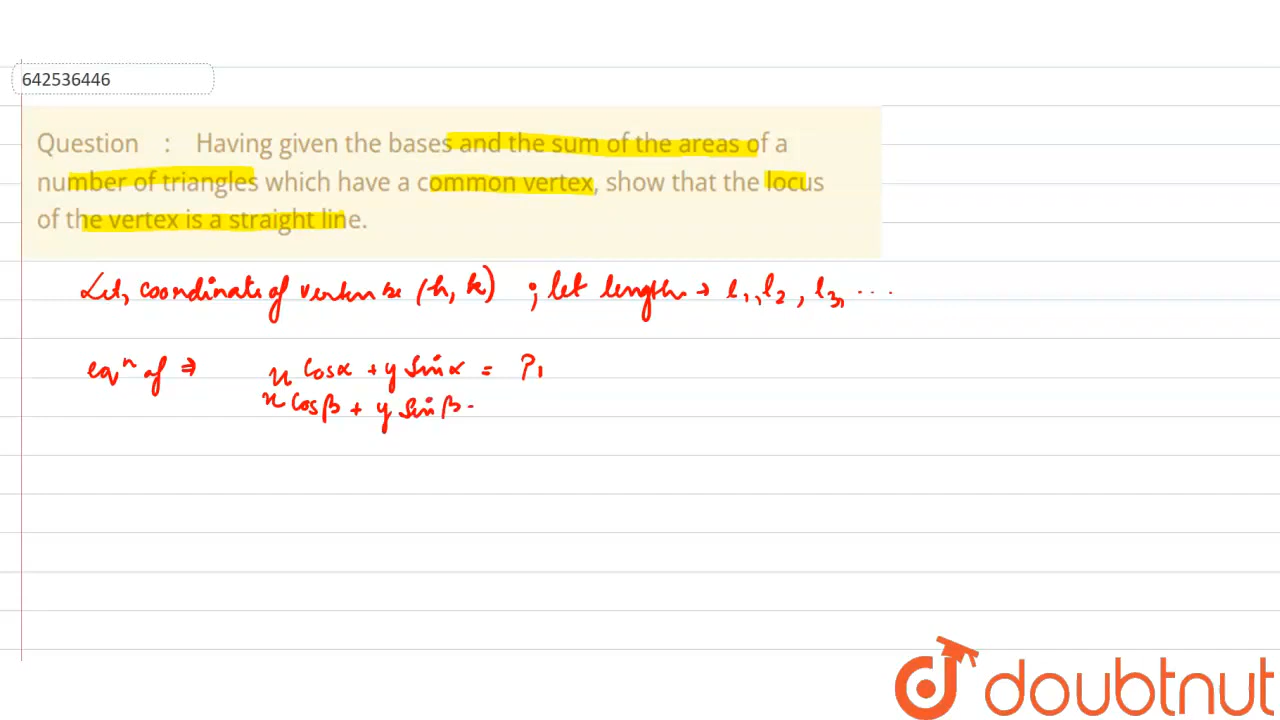 642536446
Question : Having given the bases and the sum of the areas of a
number of triangles which have a common vertex, show that the locus
of the vertex is a straight line.
Let, coordinate of vertex be (h, k) ; let length → l₁, l₂, l₃, ...
eqⁿ of ⇒ x cosα + y sinα = P₁
x cosβ + y sinβ -
doubtnut